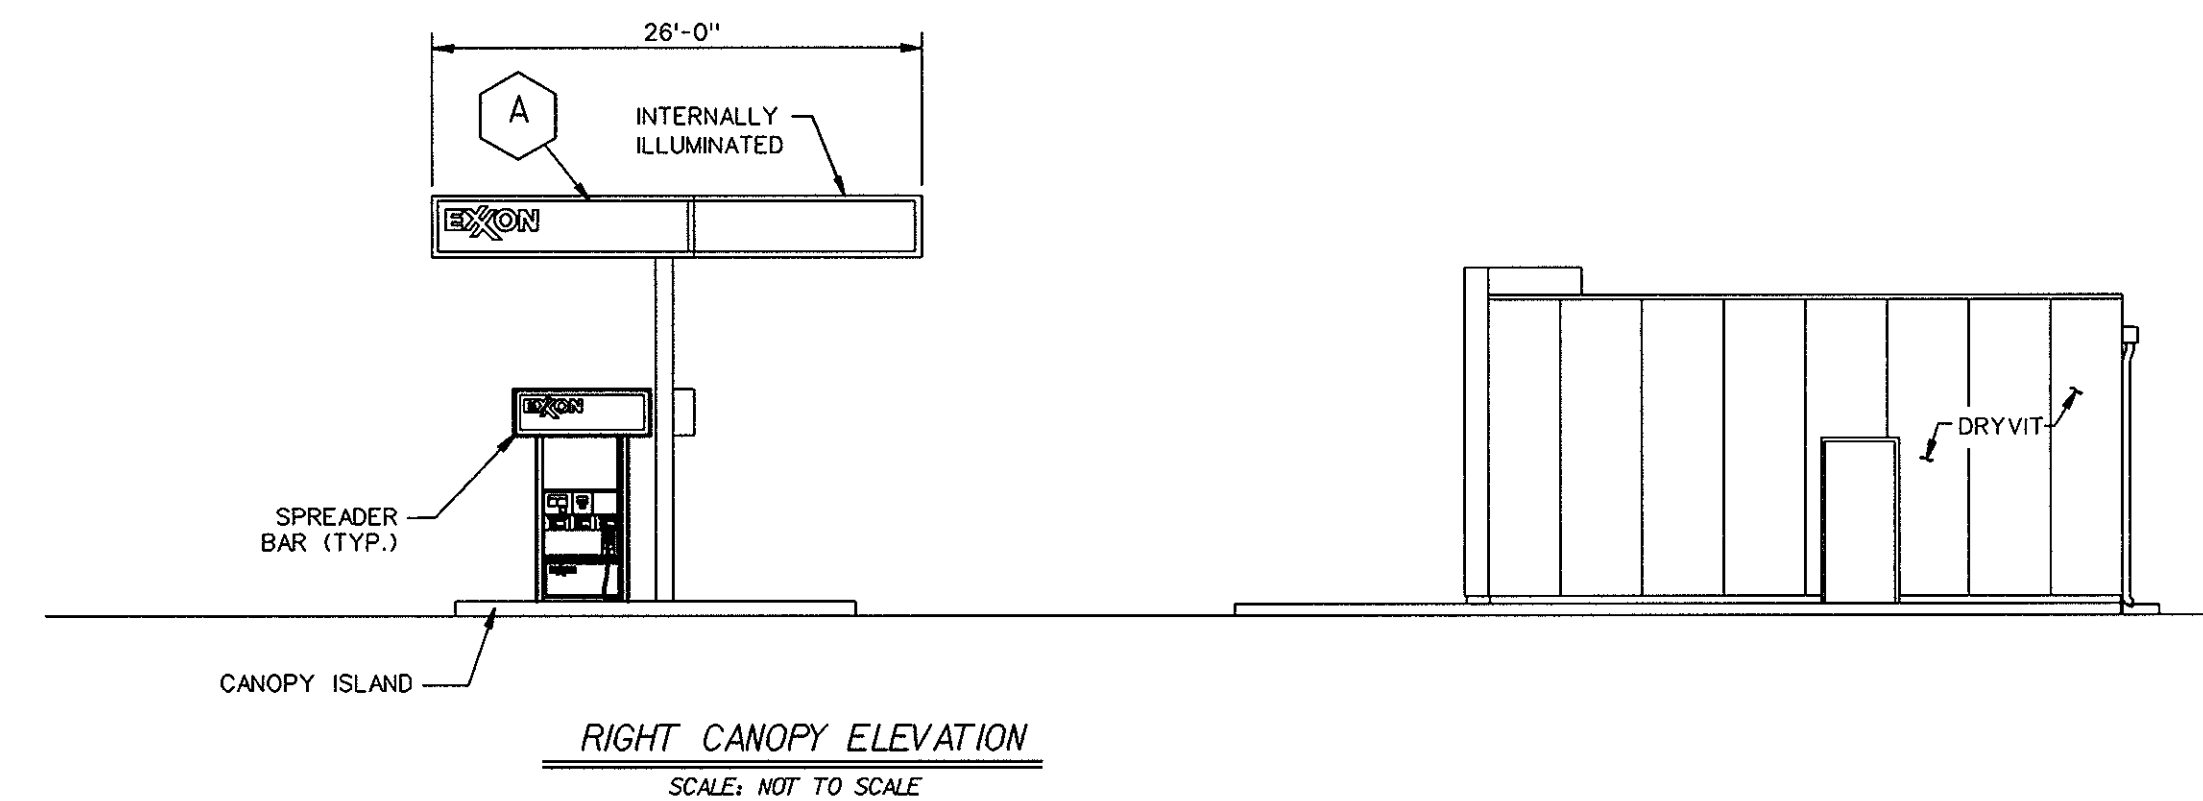 26'-0"
A
INTERNALLY
ILLUMINATED
EXXON
EXXON
DRYVIT
SPREADER
BAR (TYP.)
CANOPY ISLAND
RIGHT CANOPY ELEVATION
SCALE: NOT TO SCALE